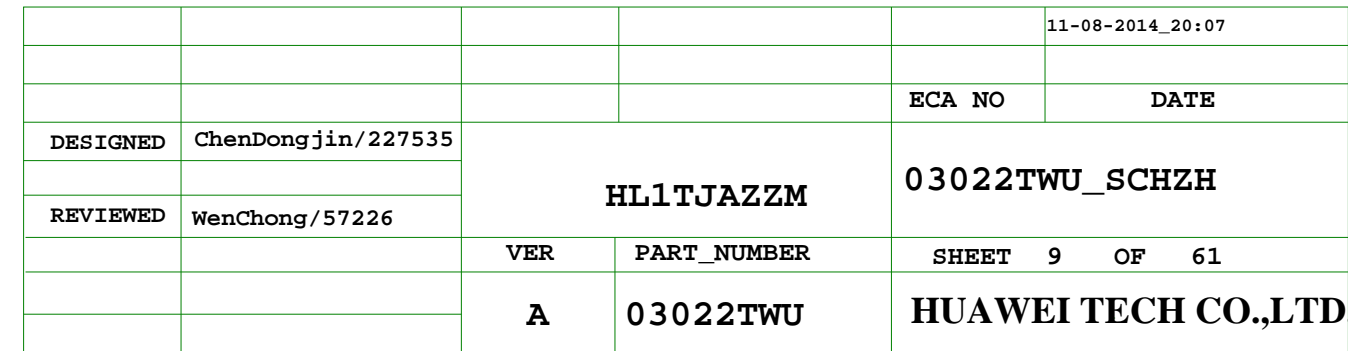 11-08-2014_20:07
ECA NO DATE
DESIGNED ChenDongjin/227535
HL1TJAZZM 03022TWU_SCHZH
REVIEWED WenChong/57226
VER PART_NUMBER SHEET 9 OF 61
A 03022TWU HUAWEI TECH CO.,LTD